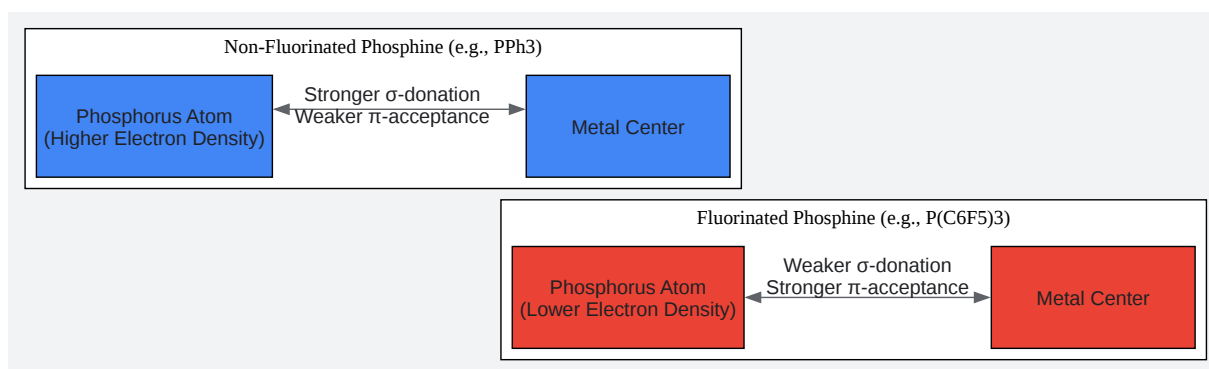 Non-Fluorinated Phosphine (e.g., PPh3)
Phosphorus Atom
(Higher Electron Density)
Stronger σ-donation
Weaker π-acceptance
Metal Center
Fluorinated Phosphine (e.g., P(C6F5)3)
Phosphorus Atom
(Lower Electron Density)
Weaker σ-donation
Stronger π-acceptance
Metal Center